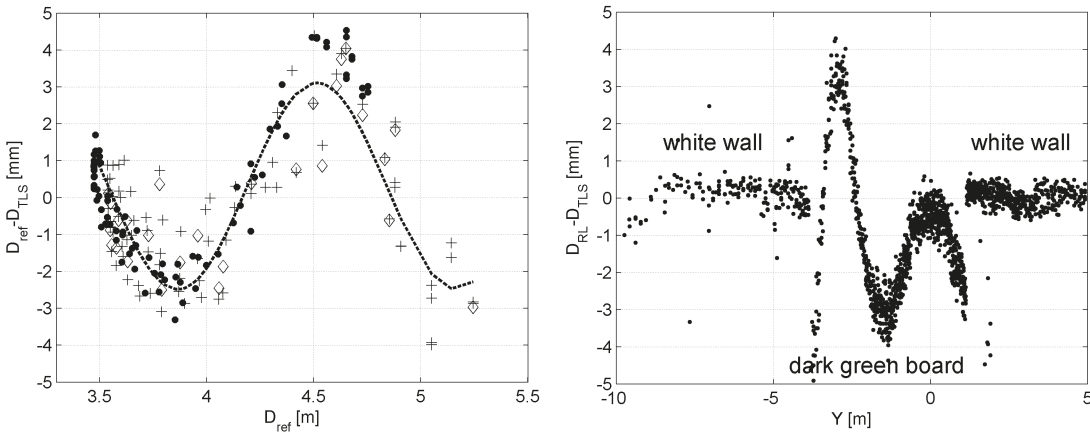 5
4
3
2
1
0
-1
-2
-3
-4
-5
3.5 4 4.5 5 5.5
D_ref [m]
D_ref-D_TLS [mm]
5
4
3
2
1
0
-1
-2
-3
-4
-5
-10 -5 0 5
Y [m]
D_RL-D_TLS [mm]
white wall
white wall
dark green board